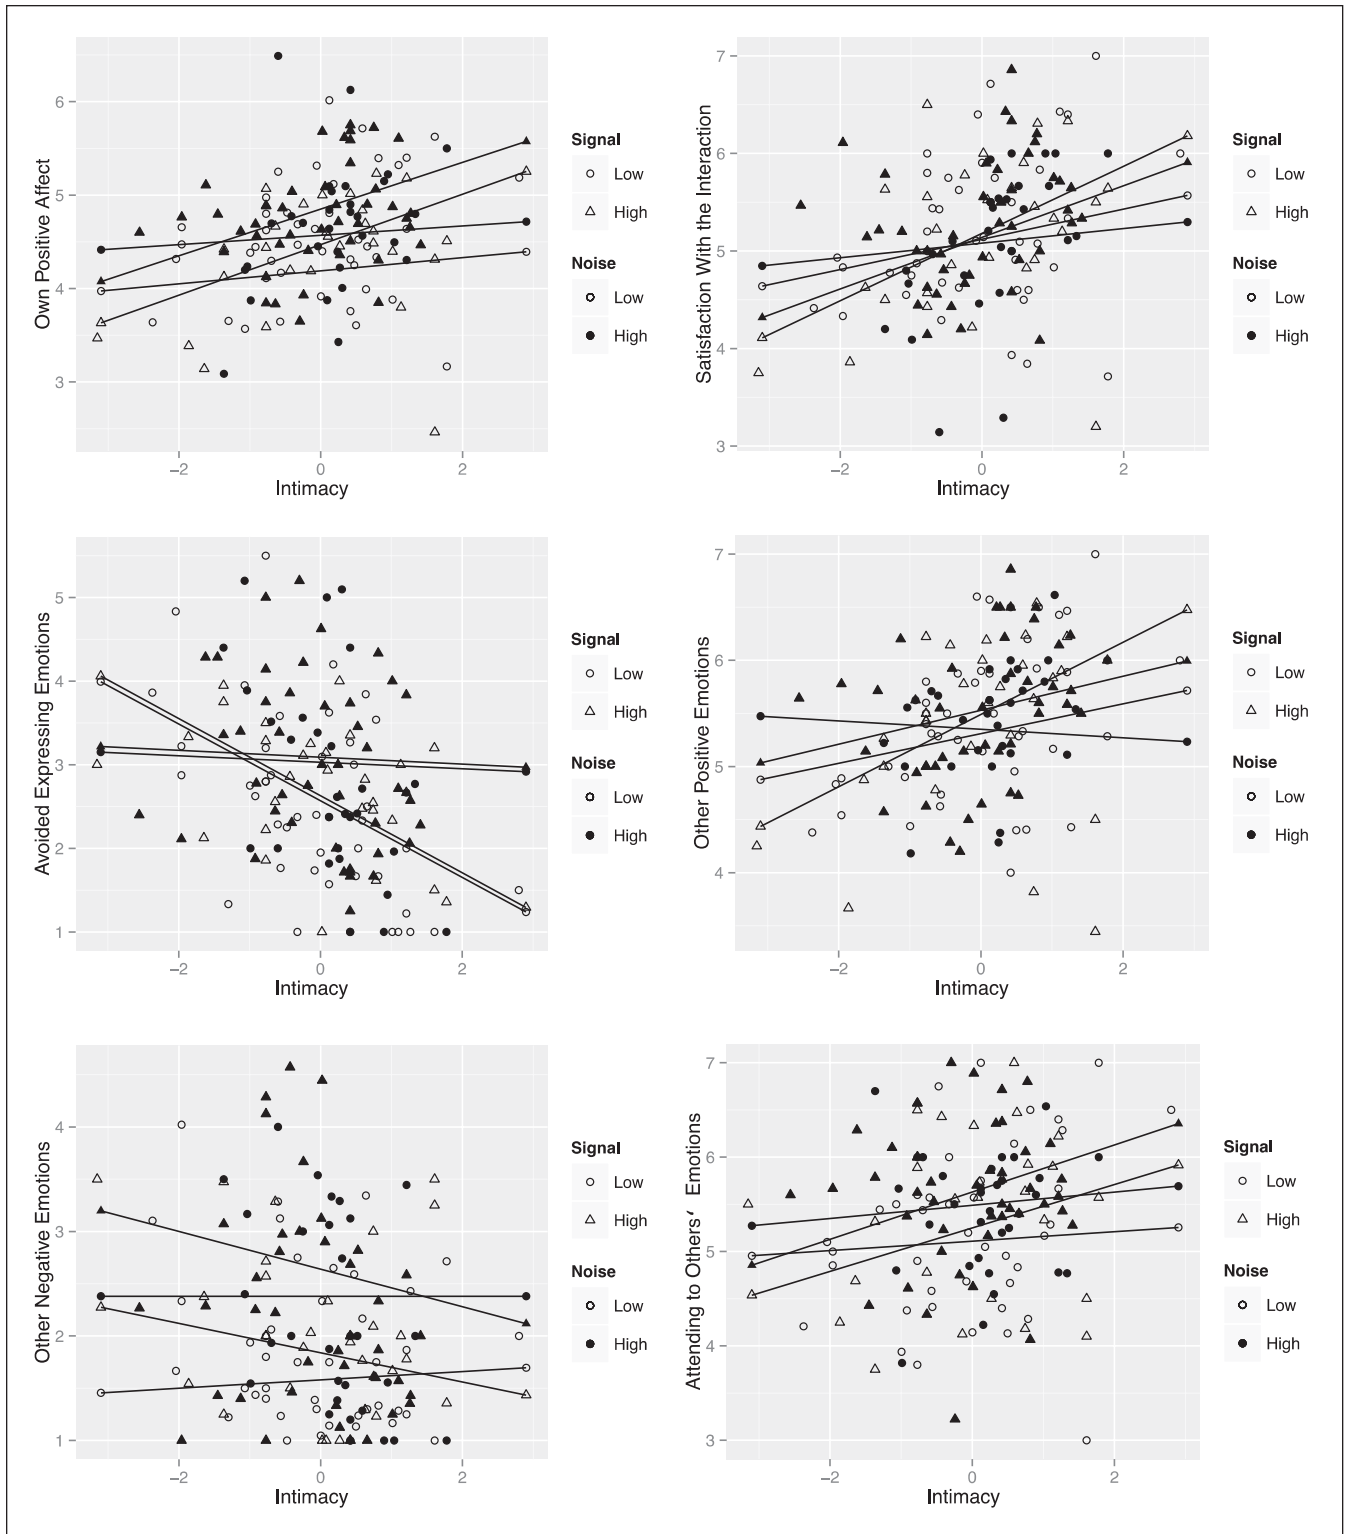 Own Positive Affect
6
5
4
3
−2 0 2
Intimacy
Signal
Low
High
Noise
Low
High
Satisfaction With the Interaction
7
6
5
4
3
−2 0 2
Intimacy
Signal
Low
High
Noise
Low
High
Avoided Expressing Emotions
5
4
3
2
1
−2 0 2
Intimacy
Signal
Low
High
Noise
Low
High
Other Positive Emotions
7
6
5
4
−2 0 2
Intimacy
Signal
Low
High
Noise
Low
High
Other Negative Emotions
4
3
2
1
−2 0 2
Intimacy
Signal
Low
High
Noise
Low
High
Attending to Others‘ Emotions
7
6
5
4
3
−2 0 2
Intimacy
Signal
Low
High
Noise
Low
High